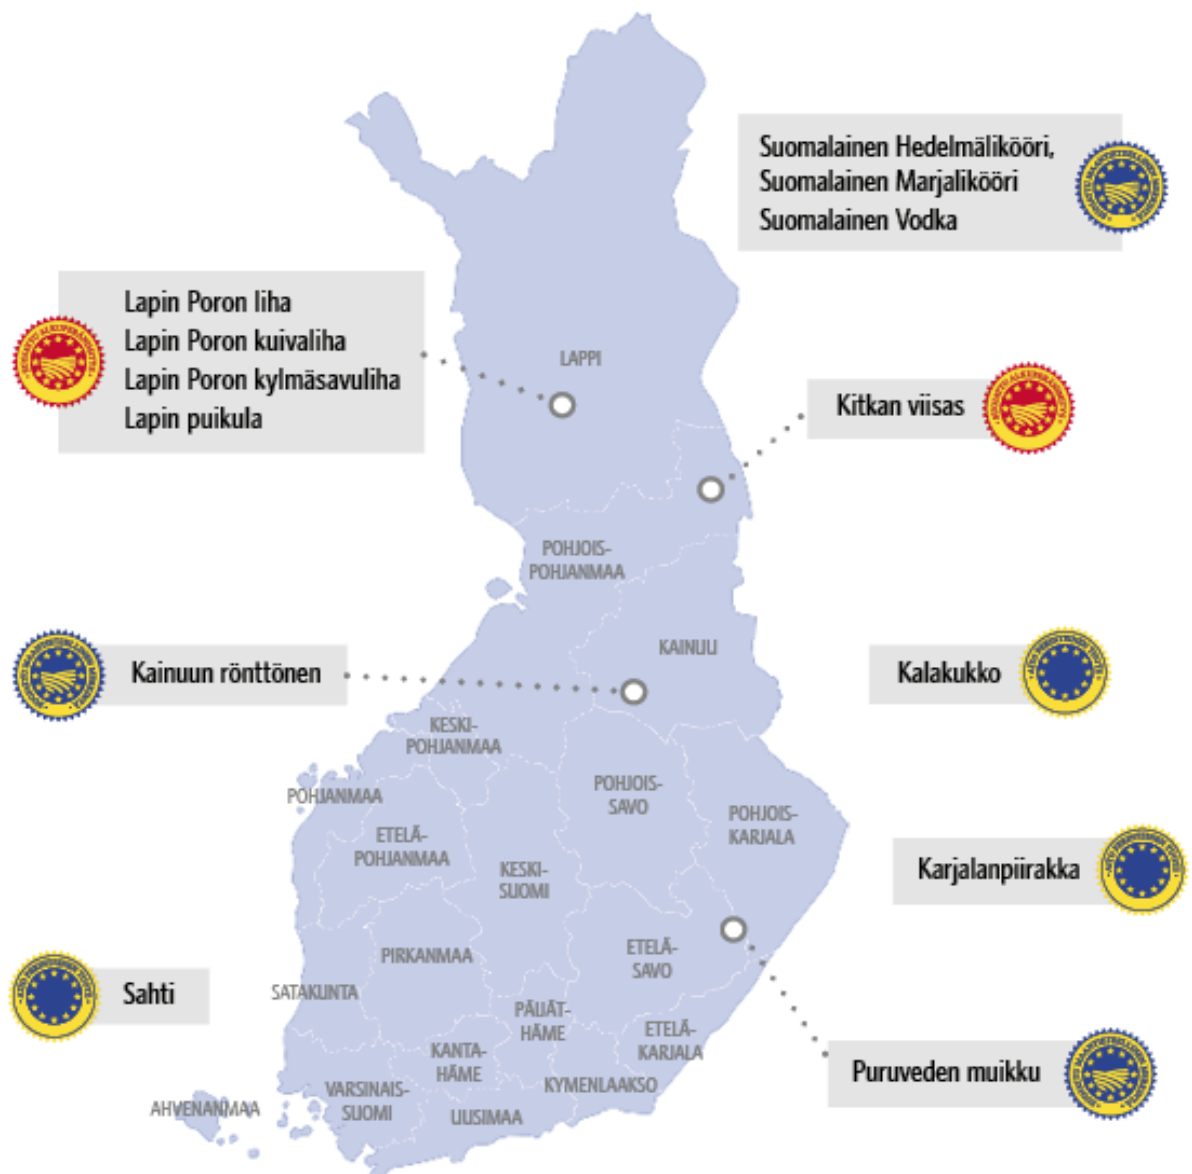 Suomalainen Hedelmälikööri,
Suomalainen Marjalikööri
Suomalainen Vodka
Lapin Poron liha
Lapin Poron kuivaliha
Lapin Poron kylmäsavuliha
Lapin puikula
LAPPI
Kitkan viisas
POHJOIS-
POHJANMAA
KAINUU
Kainuun rönttönen
Kalakukko
KESKI-
POHJANMAA
POHJANMAA
POHJOIS-
SAVO
POHJOIS-
KARJALA
ETELÄ-
POHJANMAA
KESKI-
SUOMI
Karjalanpiirakka
PIRKANMAA
ETELÄ-
SAVO
Sahti
SATAKUNTA
PÄIJÄT-
HÄME
ETELÄ-
KARJALA
KANTA-
HÄME
Puruveden muikku
KYMENLAAKSO
VARSINAIS-
SUOMI
AHVENANMAA
UUSIMAA